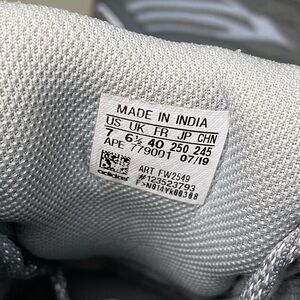 MADE IN INDIA
US UK FR JP CHN
7 6½ 40 250 245
APE 779001 07/19
ART FW2549
#123523793
adidas